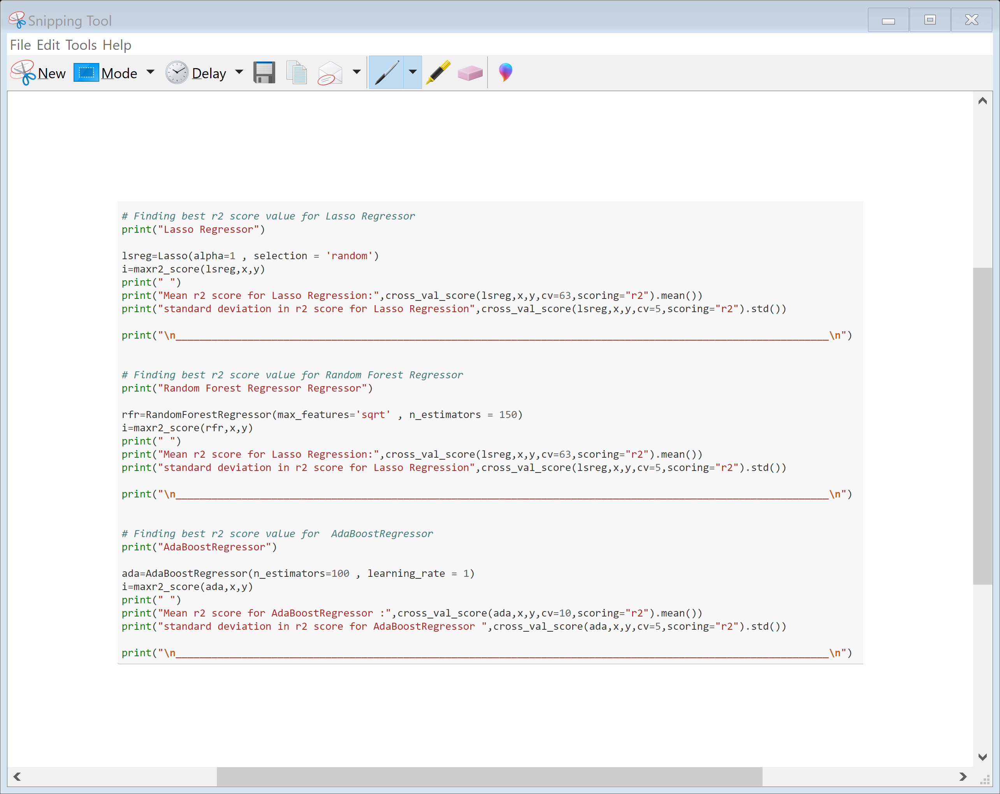 Snipping Tool
File Edit Tools Help
New Mode Delay
# Finding best r2 score value for Lasso Regressor
print("Lasso Regressor")
lsreg=Lasso(alpha=1 , selection = 'random')
i=maxr2_score(lsreg,x,y)
print(" ")
print("Mean r2 score for Lasso Regression:",cross_val_score(lsreg,x,y,cv=63,scoring="r2").mean())
print("standard deviation in r2 score for Lasso Regression",cross_val_score(lsreg,x,y,cv=5,scoring="r2").std())
print("\n_____________________________________________________________________________________________________________\n")
# Finding best r2 score value for Random Forest Regressor
print("Random Forest Regressor Regressor")
rfr=RandomForestRegressor(max_features='sqrt' , n_estimators = 150)
i=maxr2_score(rfr,x,y)
print(" ")
print("Mean r2 score for Lasso Regression:",cross_val_score(lsreg,x,y,cv=63,scoring="r2").mean())
print("standard deviation in r2 score for Lasso Regression",cross_val_score(lsreg,x,y,cv=5,scoring="r2").std())
print("\n_____________________________________________________________________________________________________________\n")
# Finding best r2 score value for  AdaBoostRegressor
print("AdaBoostRegressor")
ada=AdaBoostRegressor(n_estimators=100 , learning_rate = 1)
i=maxr2_score(ada,x,y)
print(" ")
print("Mean r2 score for AdaBoostRegressor :",cross_val_score(ada,x,y,cv=10,scoring="r2").mean())
print("standard deviation in r2 score for AdaBoostRegressor ",cross_val_score(ada,x,y,cv=5,scoring="r2").std())
print("\n_____________________________________________________________________________________________________________\n")